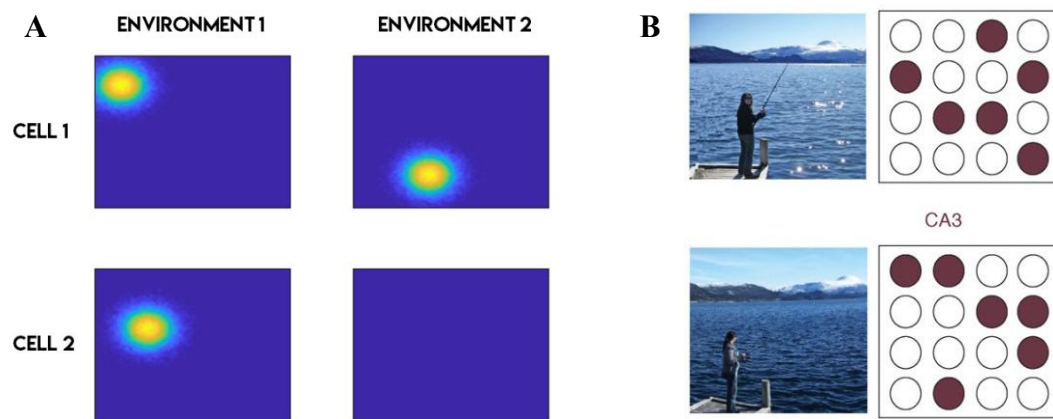 A
ENVIRONMENT 1
ENVIRONMENT 2
CELL 1
CELL 2
B
CA3